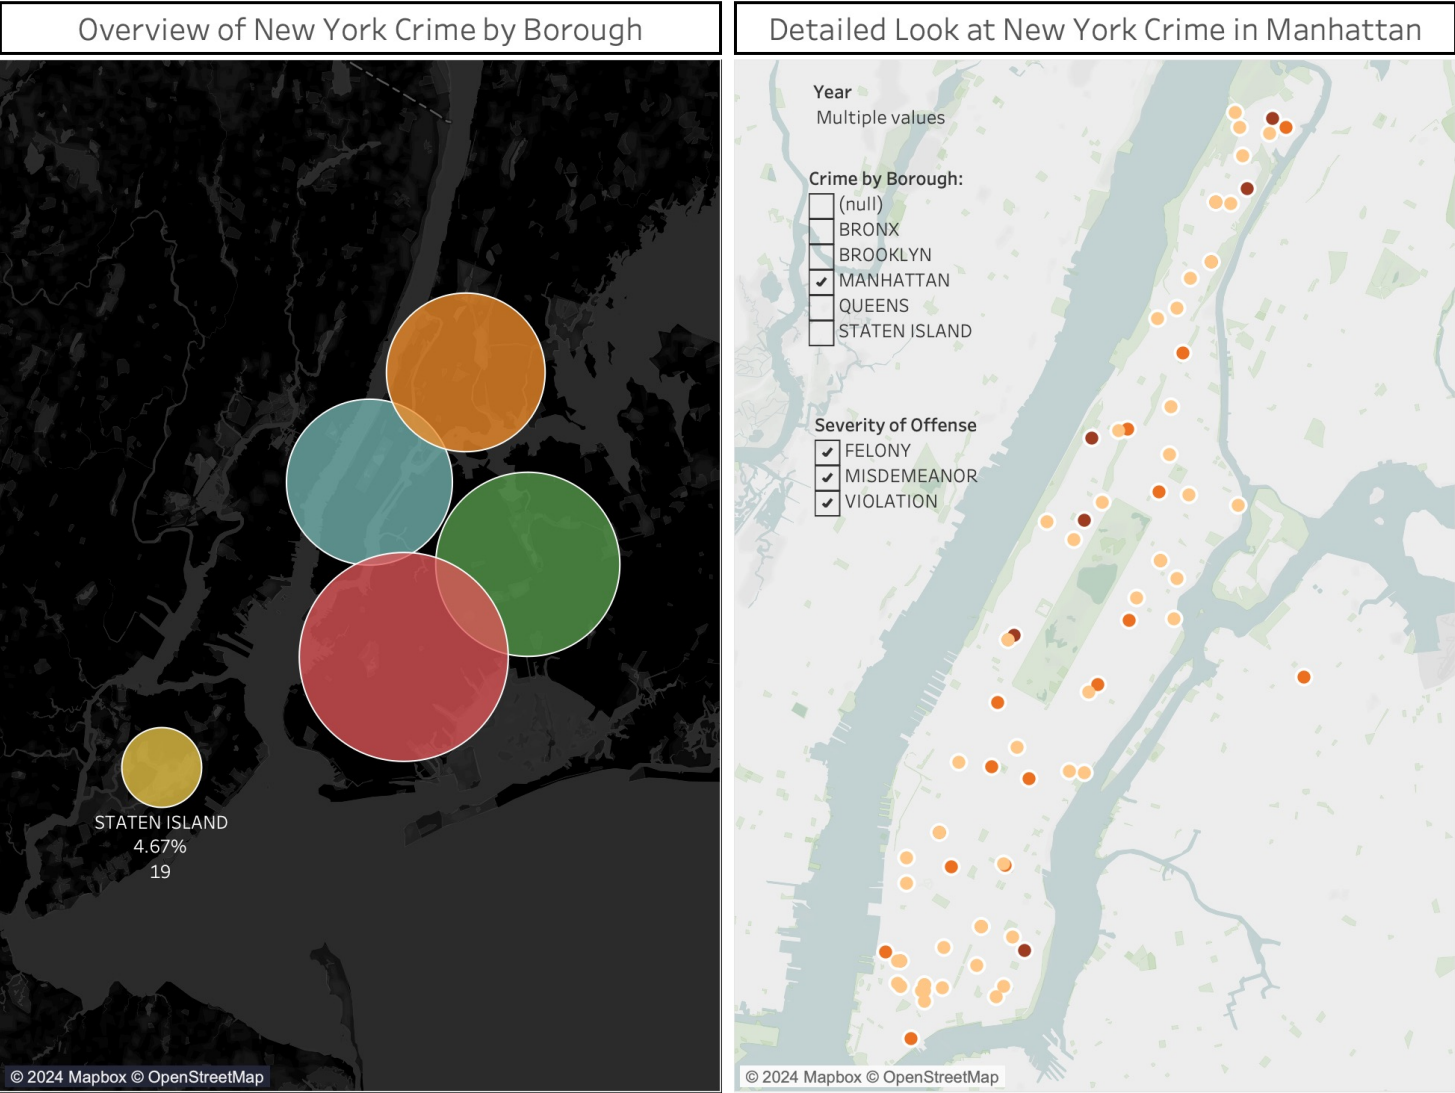 Overview of New York Crime by Borough
STATEN ISLAND
4.67%
19
© 2024 Mapbox © OpenStreetMap
Detailed Look at New York Crime in Manhattan
Year
Multiple values
Crime by Borough:
(null)
BRONX
BROOKLYN
MANHATTAN
QUEENS
STATEN ISLAND
Severity of Offense
FELONY
MISDEMEANOR
VIOLATION
© 2024 Mapbox © OpenStreetMap